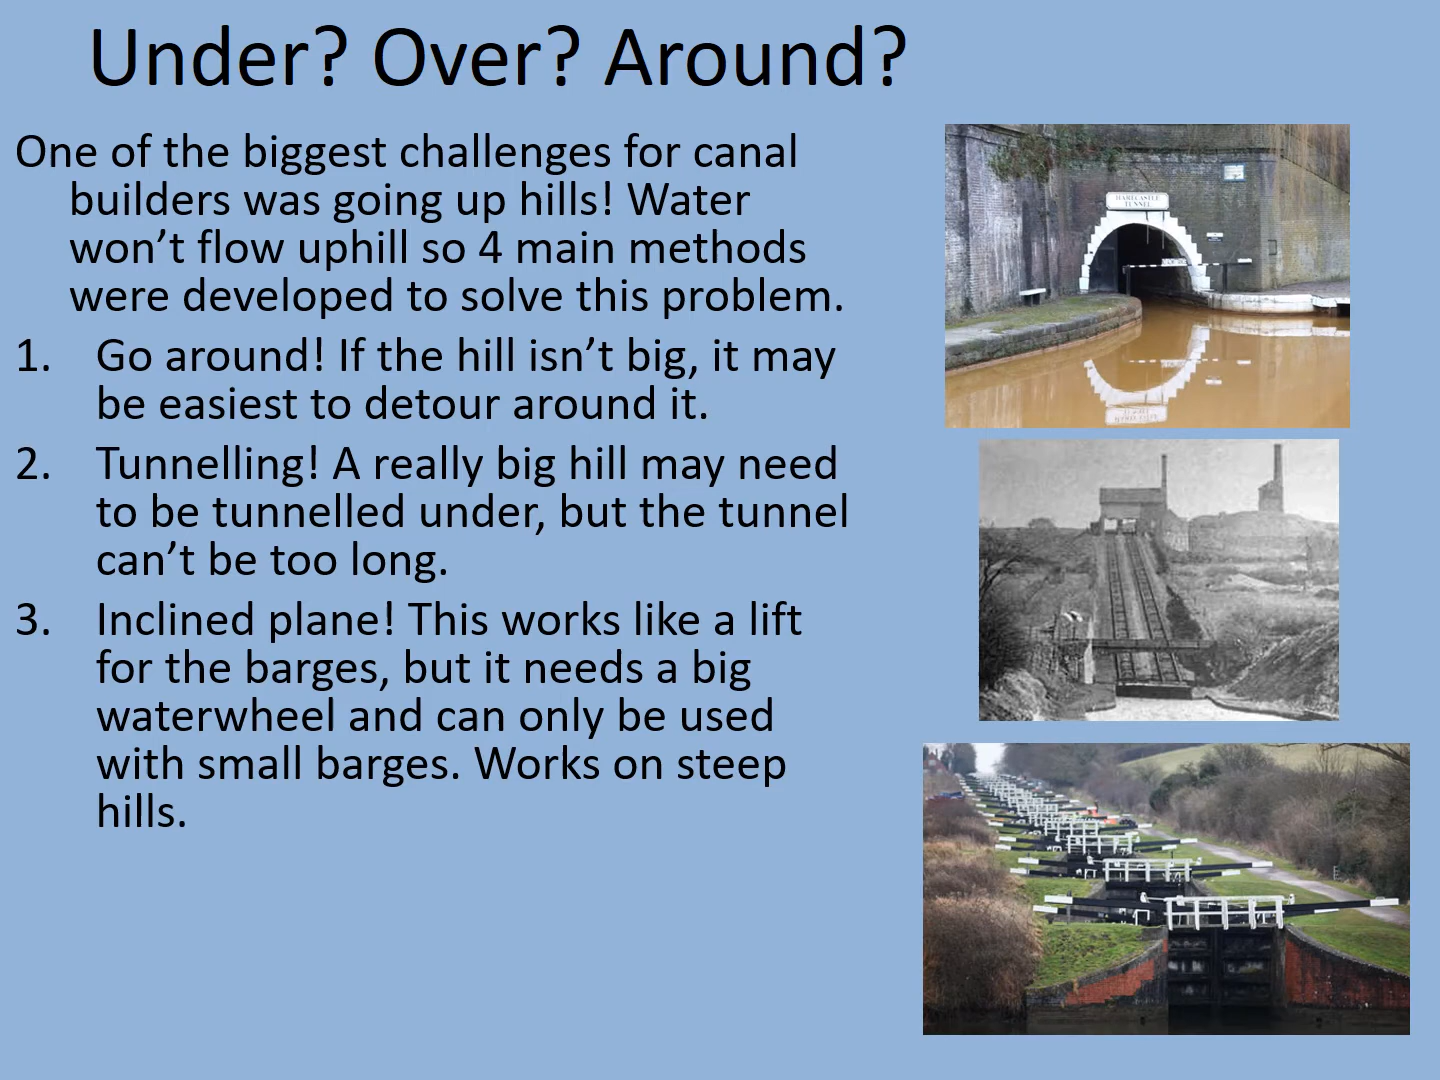 Under? Over? Around?
One of the biggest challenges for canal
builders was going up hills! Water
won’t flow uphill so 4 main methods
were developed to solve this problem.
1. Go around! If the hill isn’t big, it may
be easiest to detour around it.
2. Tunnelling! A really big hill may need
to be tunnelled under, but the tunnel
can’t be too long.
3. Inclined plane! This works like a lift
for the barges, but it needs a big
waterwheel and can only be used
with small barges. Works on steep
hills.
HARECASTLE
TUNNEL